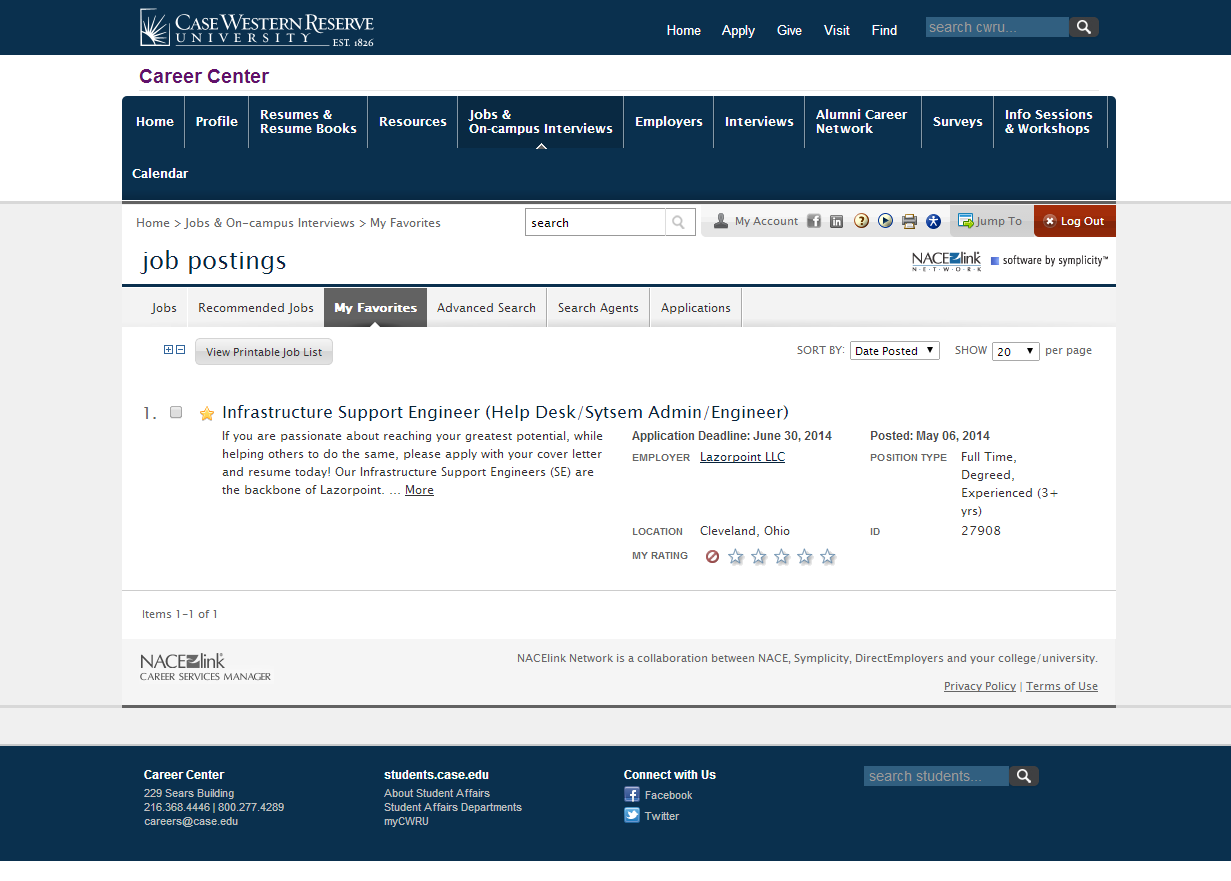 CASE WESTERN RESERVE
UNIVERSITY EST. 1826
Home Apply Give Visit Find
search cwru...
Career Center
Home Profile Resumes & Resume Books Resources Jobs & On-campus Interviews Employers Interviews Alumni Career Network Surveys Info Sessions & Workshops
Calendar
Home > Jobs & On-campus Interviews > My Favorites
search
My Account
Jump To
Log Out
job postings
NACElink
NETWORK
software by symplicity™
Jobs Recommended Jobs My Favorites Advanced Search Search Agents Applications
View Printable Job List
SORT BY: Date Posted SHOW 20 per page
1. Infrastructure Support Engineer (Help Desk/Sytsem Admin/Engineer)
If you are passionate about reaching your greatest potential, while
helping others to do the same, please apply with your cover letter
and resume today! Our Infrastructure Support Engineers (SE) are
the backbone of Lazorpoint. ... More
Application Deadline: June 30, 2014
EMPLOYER Lazorpoint LLC
LOCATION Cleveland, Ohio
MY RATING
Posted: May 06, 2014
POSITION TYPE Full Time,
Degreed,
Experienced (3+
yrs)
ID 27908
Items 1-1 of 1
NACElink
CAREER SERVICES MANAGER
NACElink Network is a collaboration between NACE, Symplicity, DirectEmployers and your college/university.
Privacy Policy | Terms of Use
Career Center
229 Sears Building
216.368.4446 | 800.277.4289
careers@case.edu
students.case.edu
About Student Affairs
Student Affairs Departments
myCWRU
Connect with Us
Facebook
Twitter
search students...